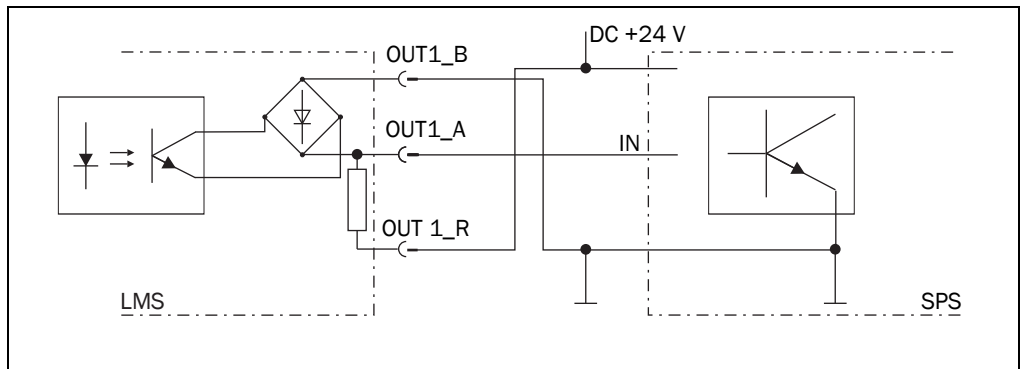 DC +24 V
OUT1_B
OUT1_A
IN
OUT 1_R
LMS
SPS